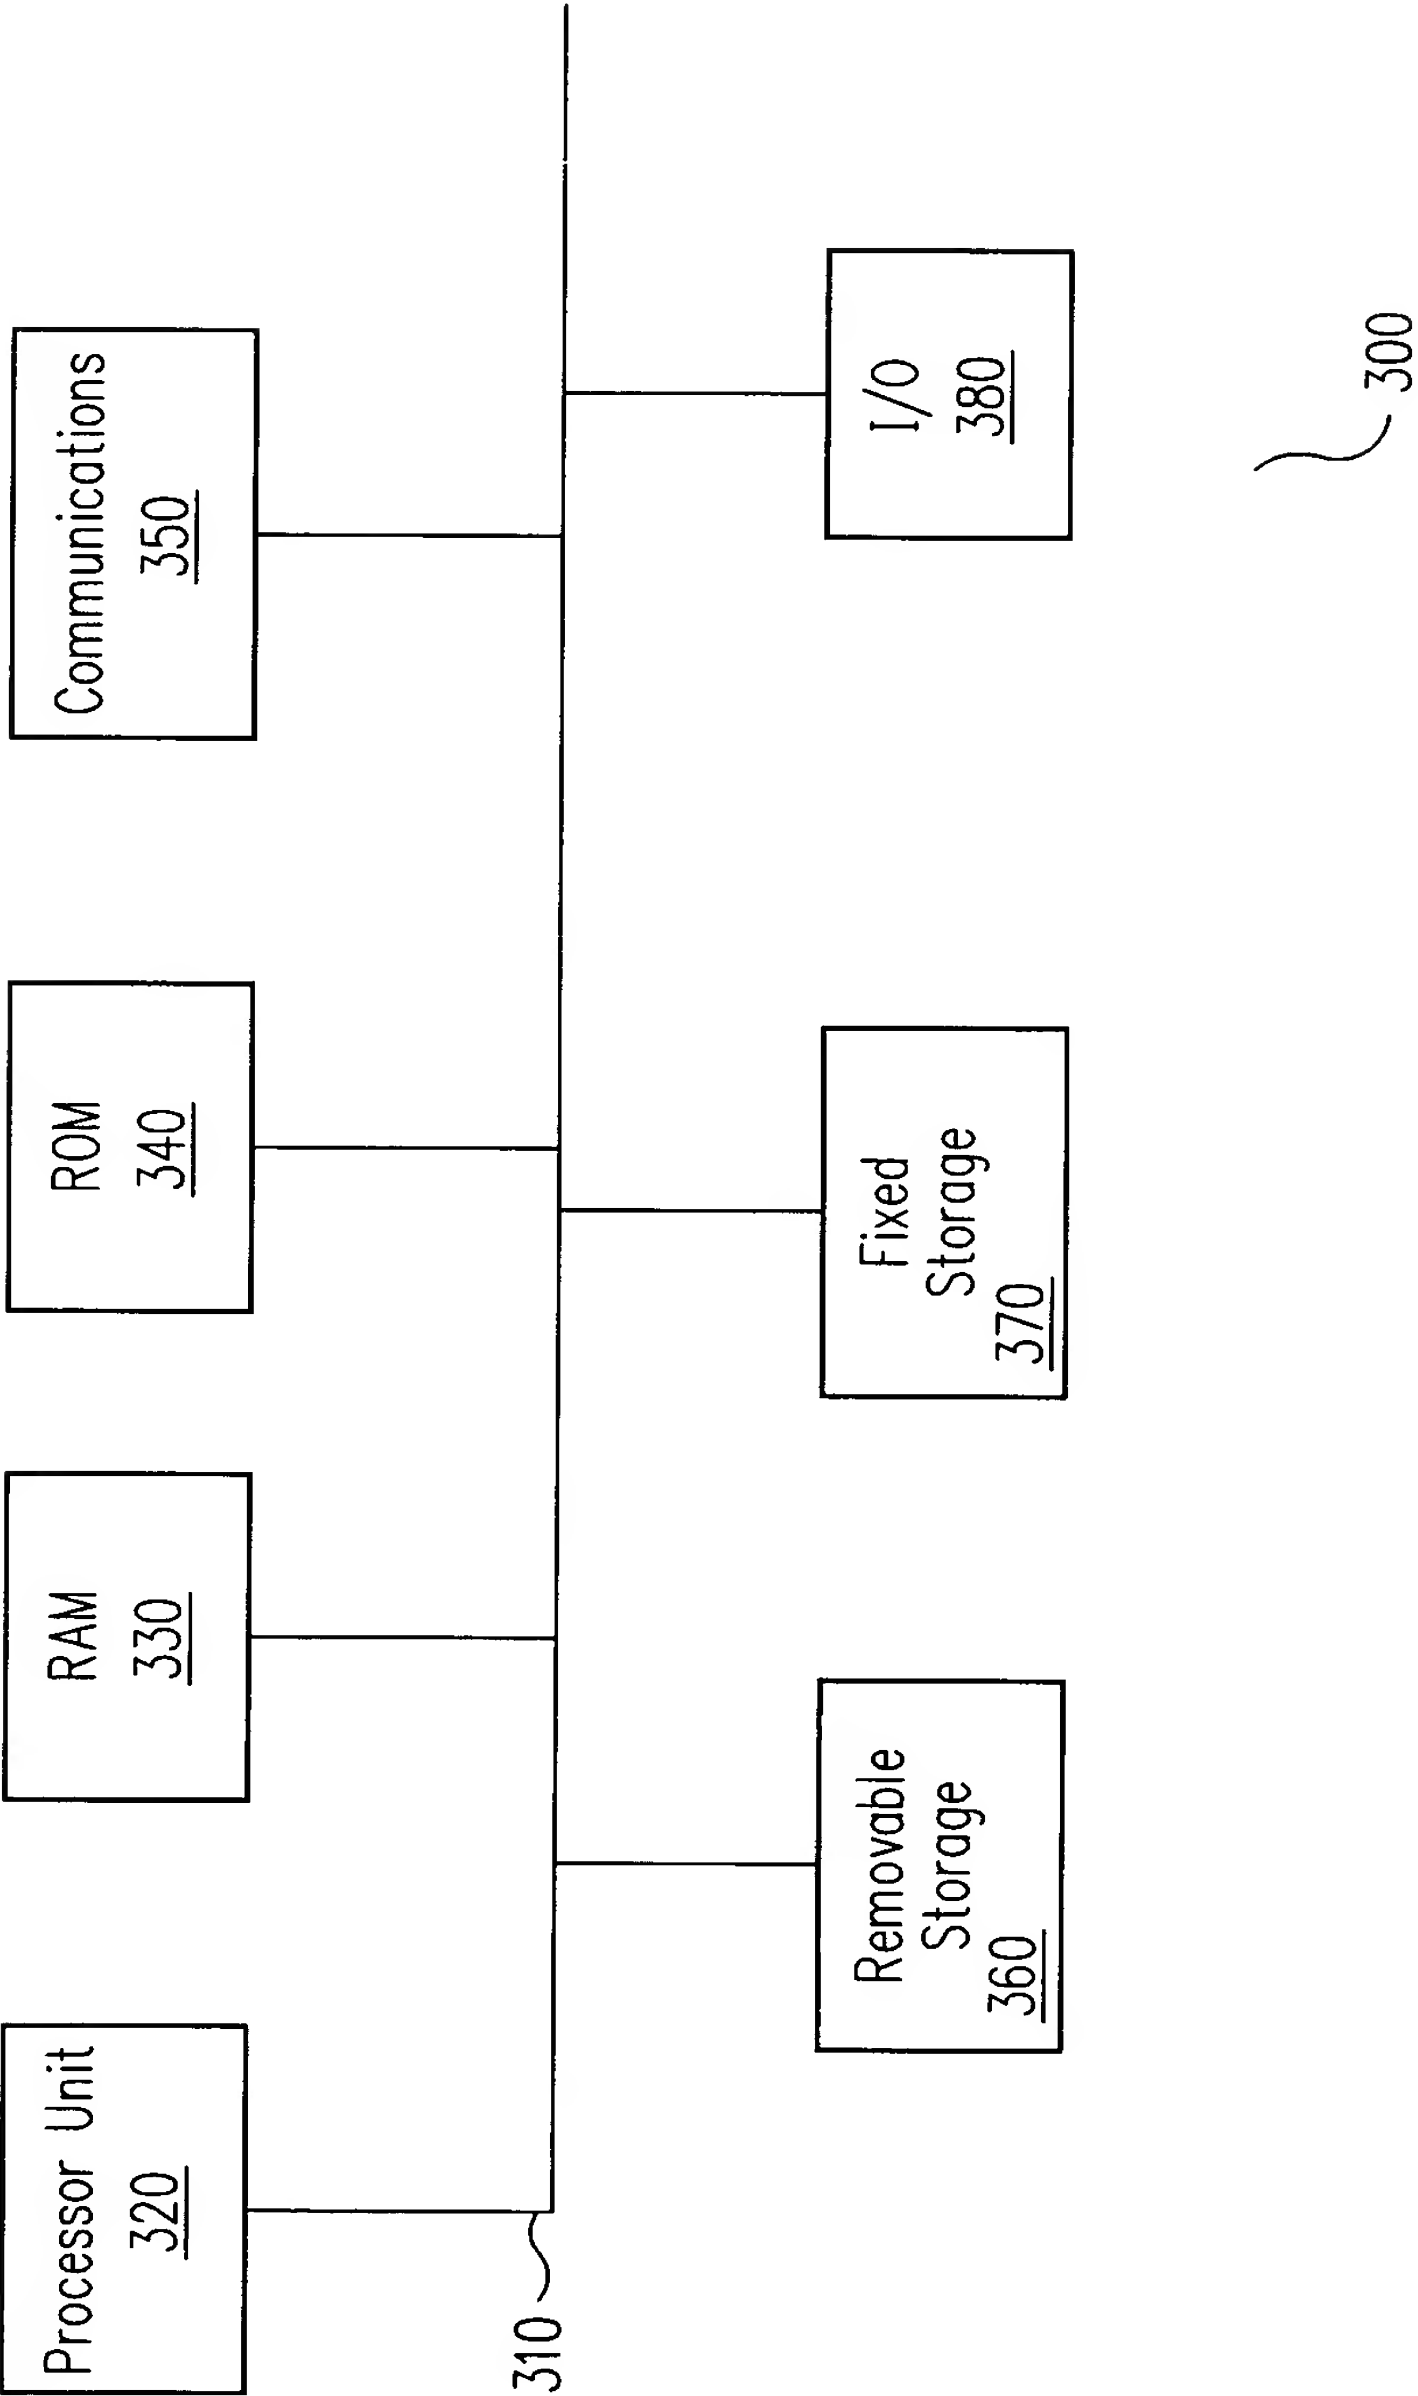 Processor Unit
320
RAM
330
ROM
340
Communications
350
310
Removable
Storage
360
Fixed
Storage
370
I/O
380
300